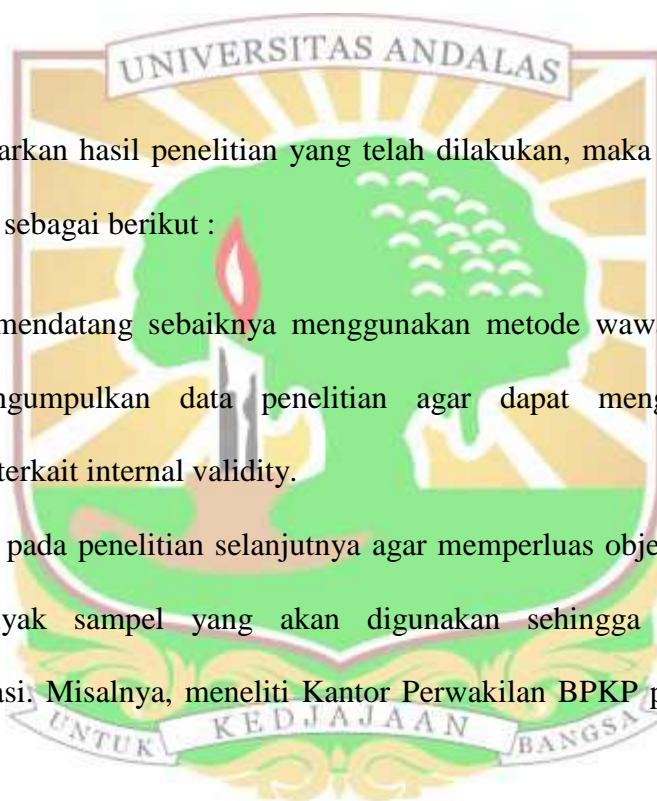 UNIVERSITAS ANDALAS
arkan hasil penelitian yang telah dilakukan, maka
sebagai berikut :
mendatang sebaiknya menggunakan metode waw
ngumpulkan data penelitian agar dapat meng
terkait internal validity.
pada penelitian selanjutnya agar memperluas obje
yak sampel yang akan digunakan sehingga
asi. Misalnya, meneliti Kantor Perwakilan BPKP p
UNTUK KEDJAJAAN BANGSA